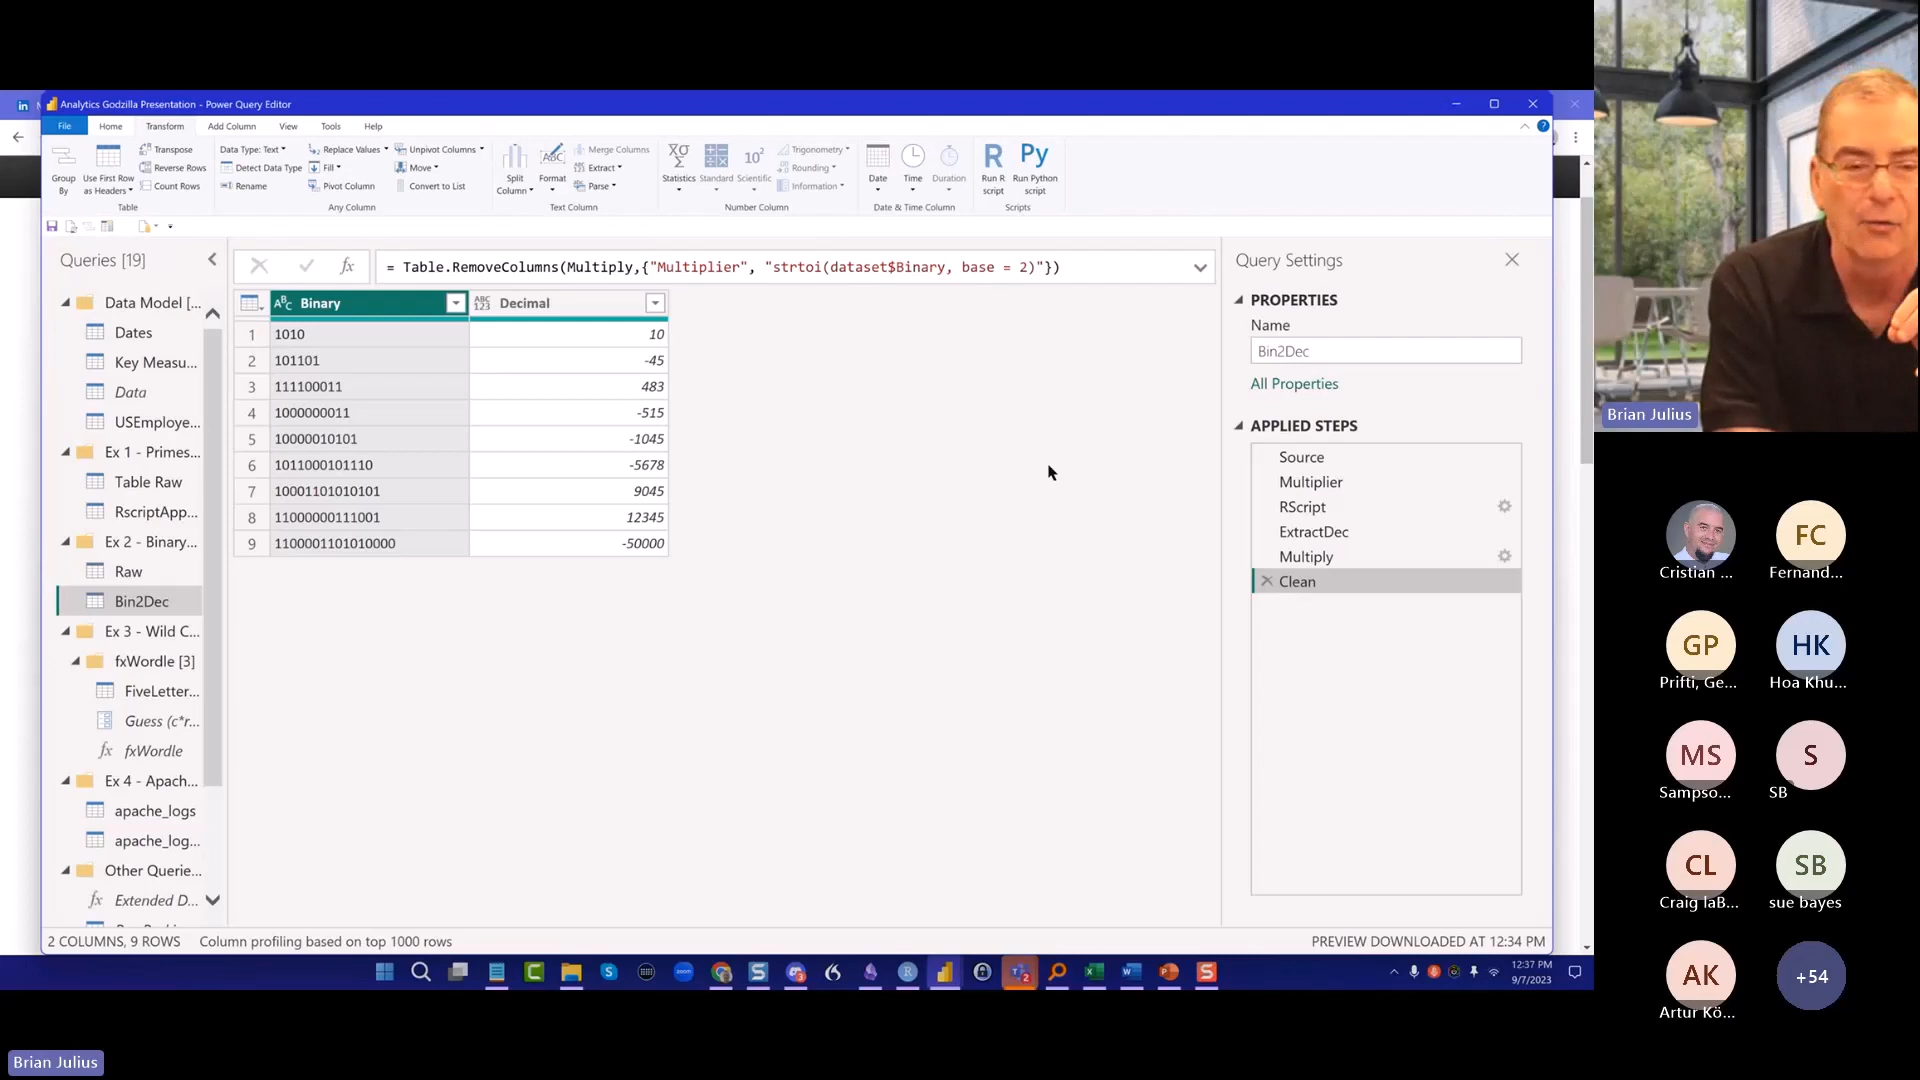 Analytics Godzilla Presentation - Power Query Editor
File Home Transform Add Column View Tools Help
Group By
Use First Row as Headers
Transpose
Reverse Rows
Count Rows
Table
Data Type: Text
Detect Data Type
Rename
Replace Values
Fill
Pivot Column
Unpivot Columns
Move
Convert to List
Any Column
Split Column
Format
Merge Columns
Extract
Parse
Text Column
Statistics
Standard
Scientific
Trigonometry
Rounding
Information
Number Column
Date
Time
Duration
Date & Time Column
Run R script
Run Python script
Scripts
Queries [19]
Data Model [...
Dates
Key Measu...
Data
USEmploye...
Ex 1 - Primes...
Table Raw
RscriptApp...
Ex 2 - Binary...
Raw
Bin2Dec
Ex 3 - Wild C...
fxWordle [3]
FiveLetter...
Guess (c*r...
fxWordle
Ex 4 - Apach...
apache_logs
apache_log...
Other Querie...
Extended D...
= Table.RemoveColumns(Multiply,{"Multiplier", "strtoi(dataset$Binary, base = 2)"})
Binary Decimal
1 1010 10
2 101101 -45
3 111100011 483
4 1000000011 -515
5 10000010101 -1045
6 1011000101110 -5678
7 10001101010101 9045
8 11000000111001 12345
9 1100001101010000 -50000
Query Settings
PROPERTIES
Name
Bin2Dec
All Properties
APPLIED STEPS
Source
Multiplier
RScript
ExtractDec
Multiply
Clean
2 COLUMNS, 9 ROWS Column profiling based on top 1000 rows
PREVIEW DOWNLOADED AT 12:34 PM
12:37 PM
9/7/2023
Brian Julius
Cristian ...
FC
Fernand...
GP
Prifti, Ge...
HK
Hoa Khu...
MS
Sampso...
S
SB
CL
Craig laB...
SB
sue bayes
AK
Artur Kö...
+54
Brian Julius